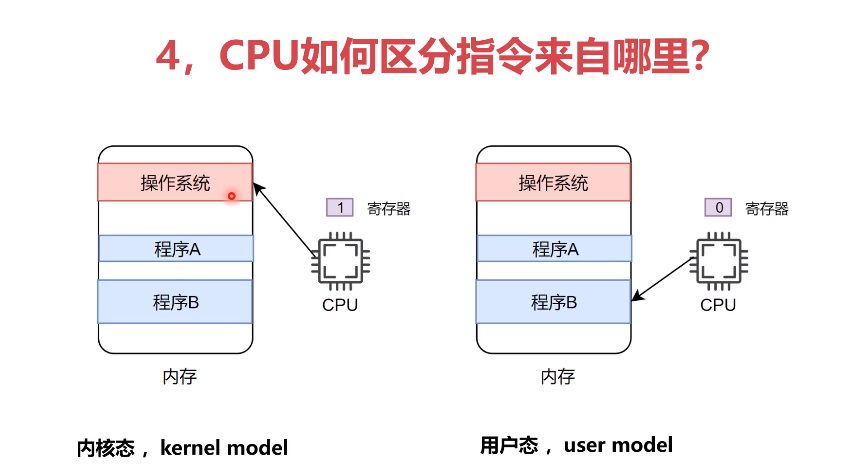 4，CPU如何区分指令来自哪里？
操作系统
1
寄存器
程序A
程序B
CPU
内存
内核态 ，kernel model
操作系统
0
寄存器
程序A
程序B
CPU
内存
用户态 ，user model